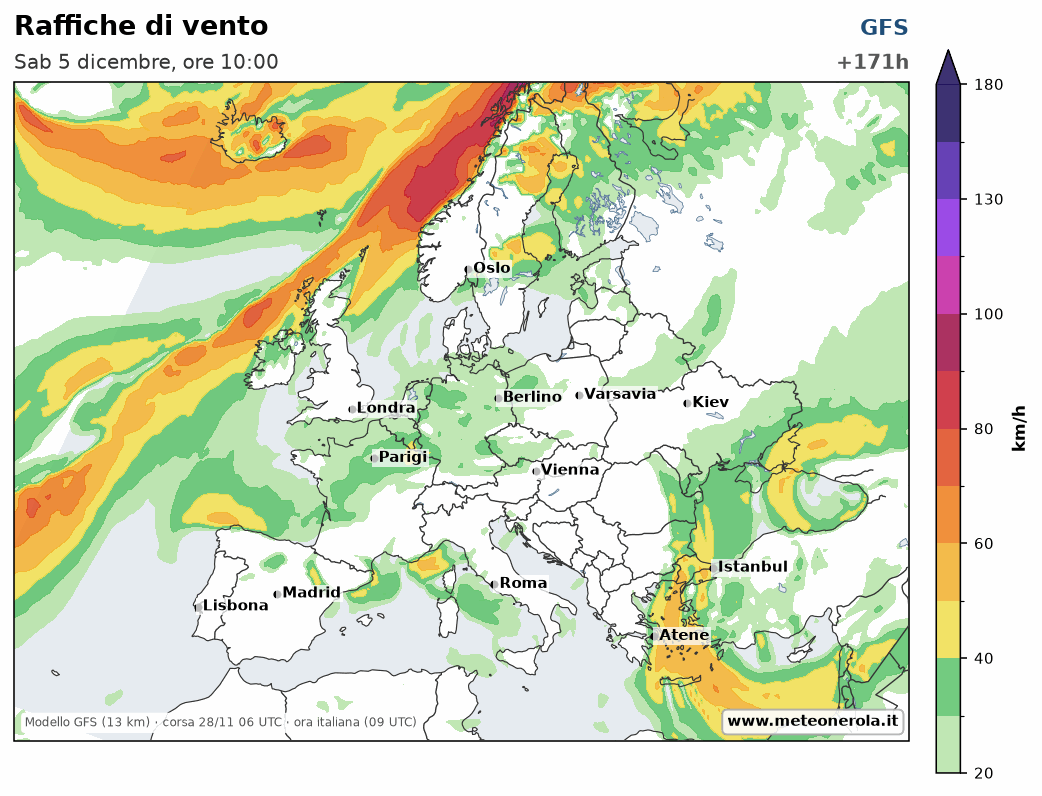 Raffiche di vento
GFS
Sab 5 dicembre, ore 10:00
+171h
180
130
100
80
60
40
20
km/h
Oslo
Londra
Berlino
Varsavia
Kiev
Parigi
Vienna
Lisbona
Madrid
Roma
Istanbul
Atene
Modello GFS (13 km) · corsa 28/11 06 UTC · ora italiana (09 UTC)
www.meteonerola.it